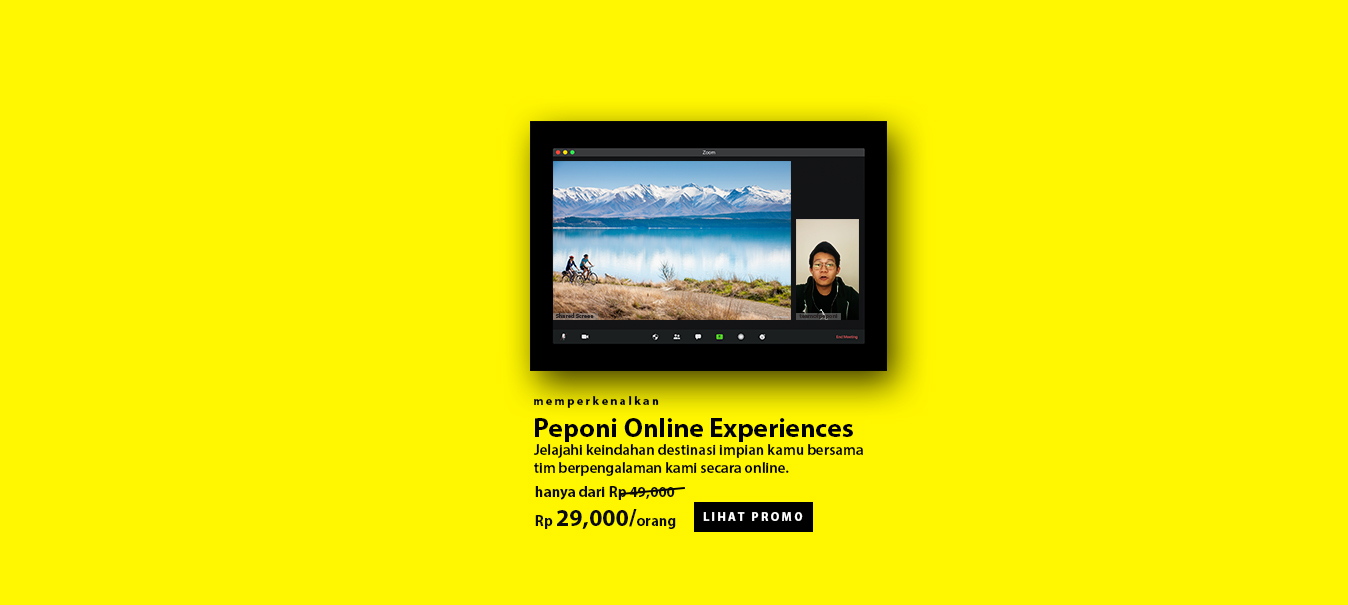 Zoom
Shared Screen
End Meeting
memperkenalkan
Peponi Online Experiences
Jelajahi keindahan destinasi impian kamu bersama
tim berpengalaman kami secara online.
hanya dari Rp 49,000
Rp 29,000/orang
LIHAT PROMO